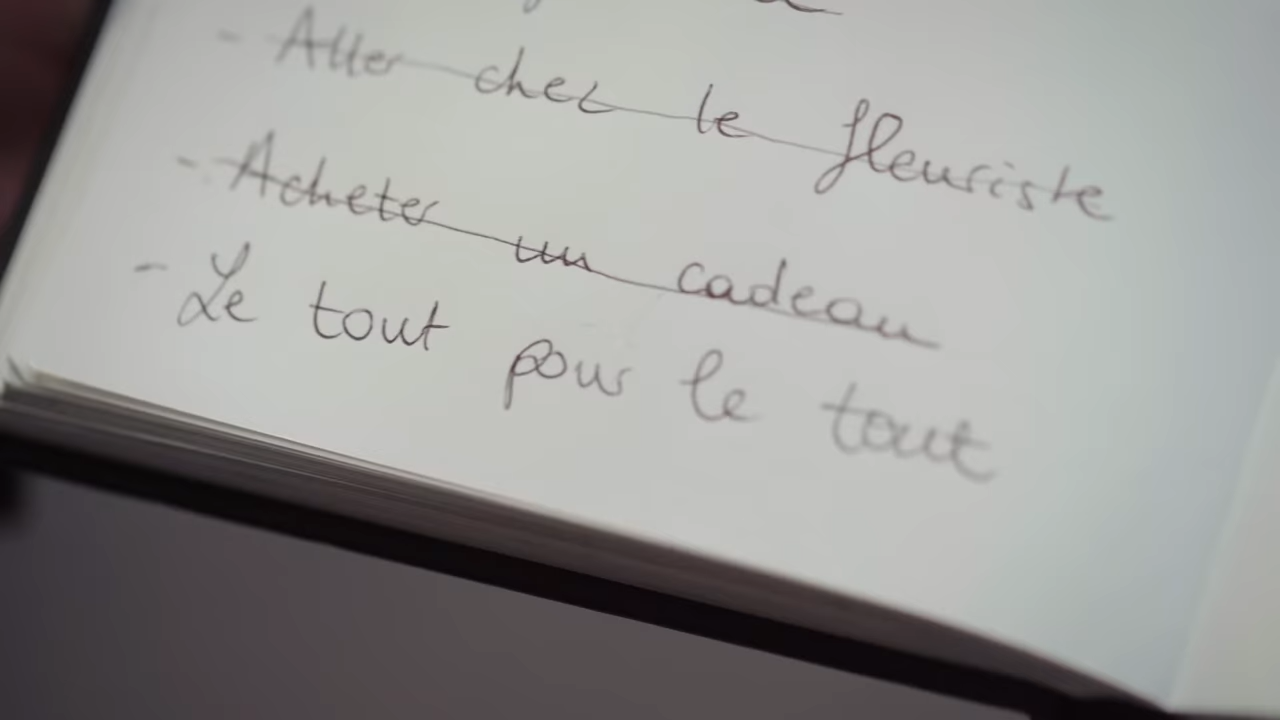 - Aller chez le fleuriste
- Acheter un cadeau
- Le tout pour le tout